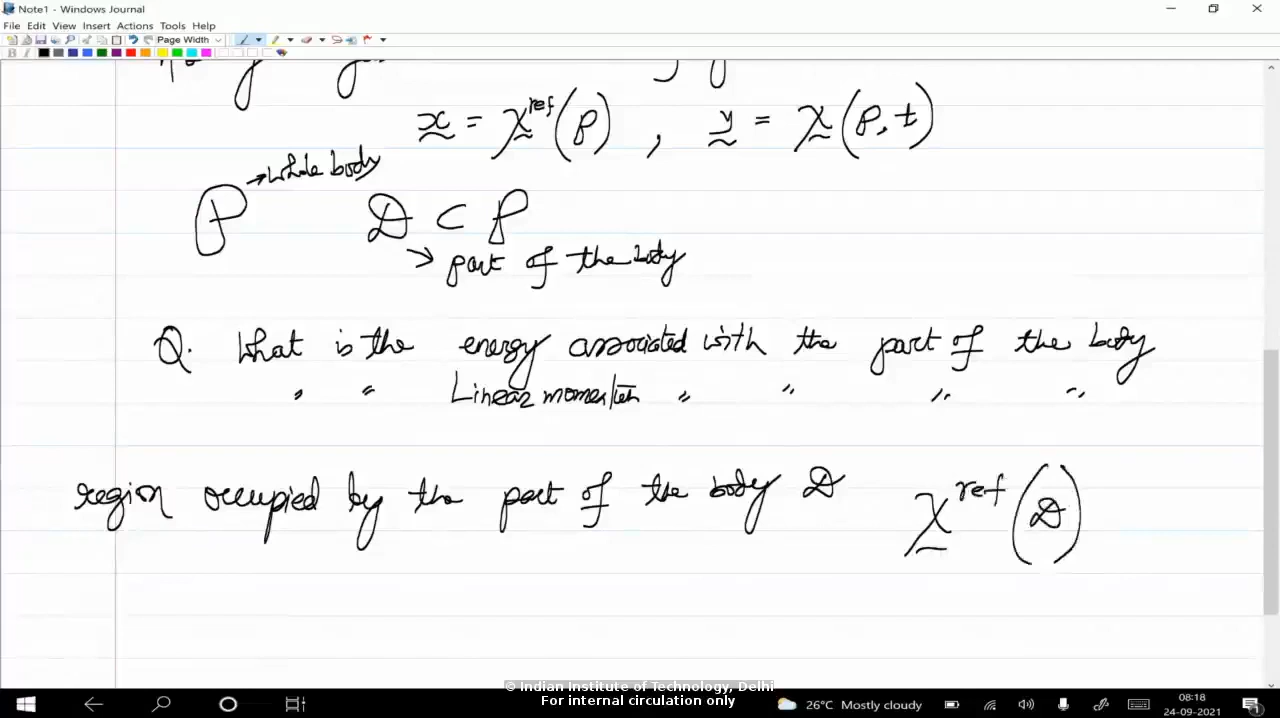 Note1 - Windows Journal
File Edit View Insert Actions Tools Help
Page Width
x = χ^ref (p) , y = χ (p, t)
P → whole body D ⊂ P
→ part of the body
Q. What is the energy associated with the part of the body
" " Linear momentum " " " "
region occupied by the part of the body D χ^ref (D)
© Indian Institute of Technology, Delhi
For internal circulation only
26°C Mostly cloudy
08:18
24-09-2021